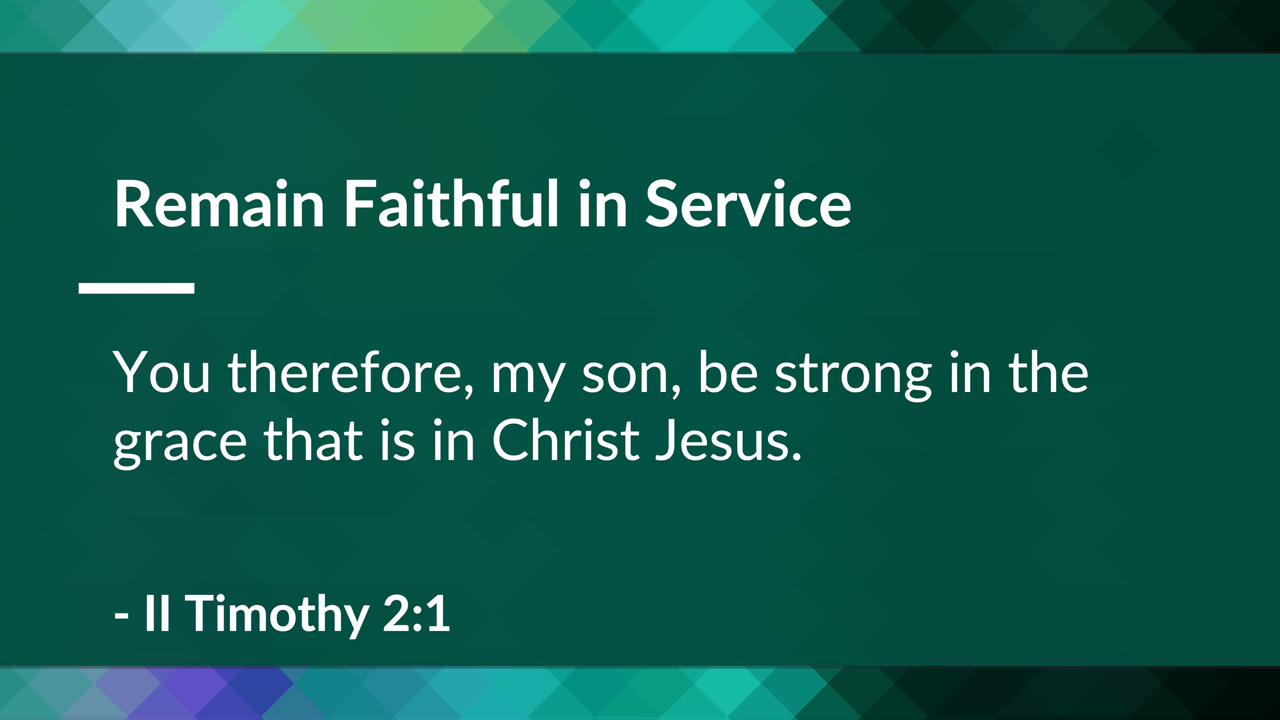 Remain Faithful in Service
You therefore, my son, be strong in the
grace that is in Christ Jesus.
- II Timothy 2:1